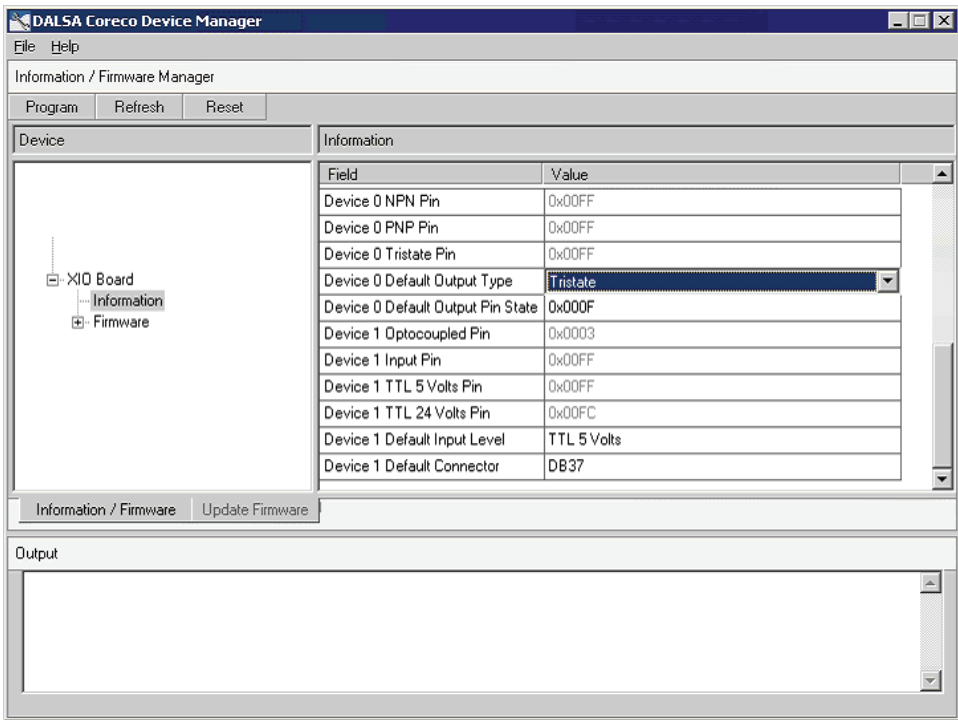 DALSA Coreco Device Manager
File Help
Information / Firmware Manager
Program Refresh Reset
Device Information
Field Value
Device 0 NPN Pin 0x00FF
Device 0 PNP Pin 0x00FF
Device 0 Tristate Pin 0x00FF
Device 0 Default Output Type Tristate
Device 0 Default Output Pin State 0x000F
Device 1 Optocoupled Pin 0x0003
Device 1 Input Pin 0x00FF
Device 1 TTL 5 Volts Pin 0x00FF
Device 1 TTL 24 Volts Pin 0x00FC
Device 1 Default Input Level TTL 5 Volts
Device 1 Default Connector DB37
XIO Board
Information
Firmware
Information / Firmware Update Firmware
Output